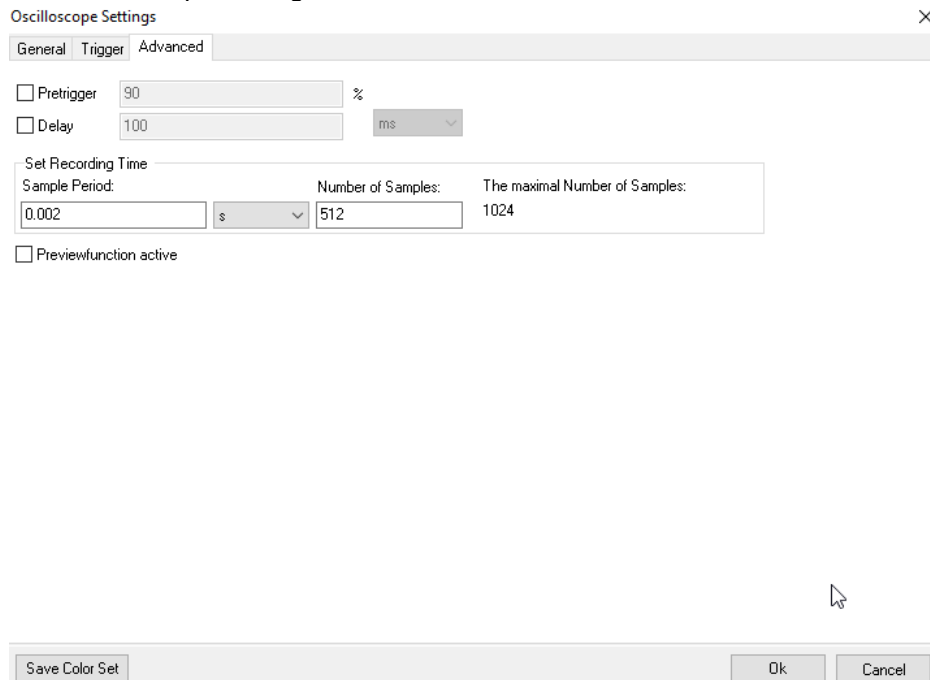 Oscilloscope Settings
General Trigger Advanced
Pretrigger 90 %
Delay 100 ms
Set Recording Time
Sample Period: Number of Samples: The maximal Number of Samples:
0.002 s 512 1024
Previewfunction active
Save Color Set Ok Cancel